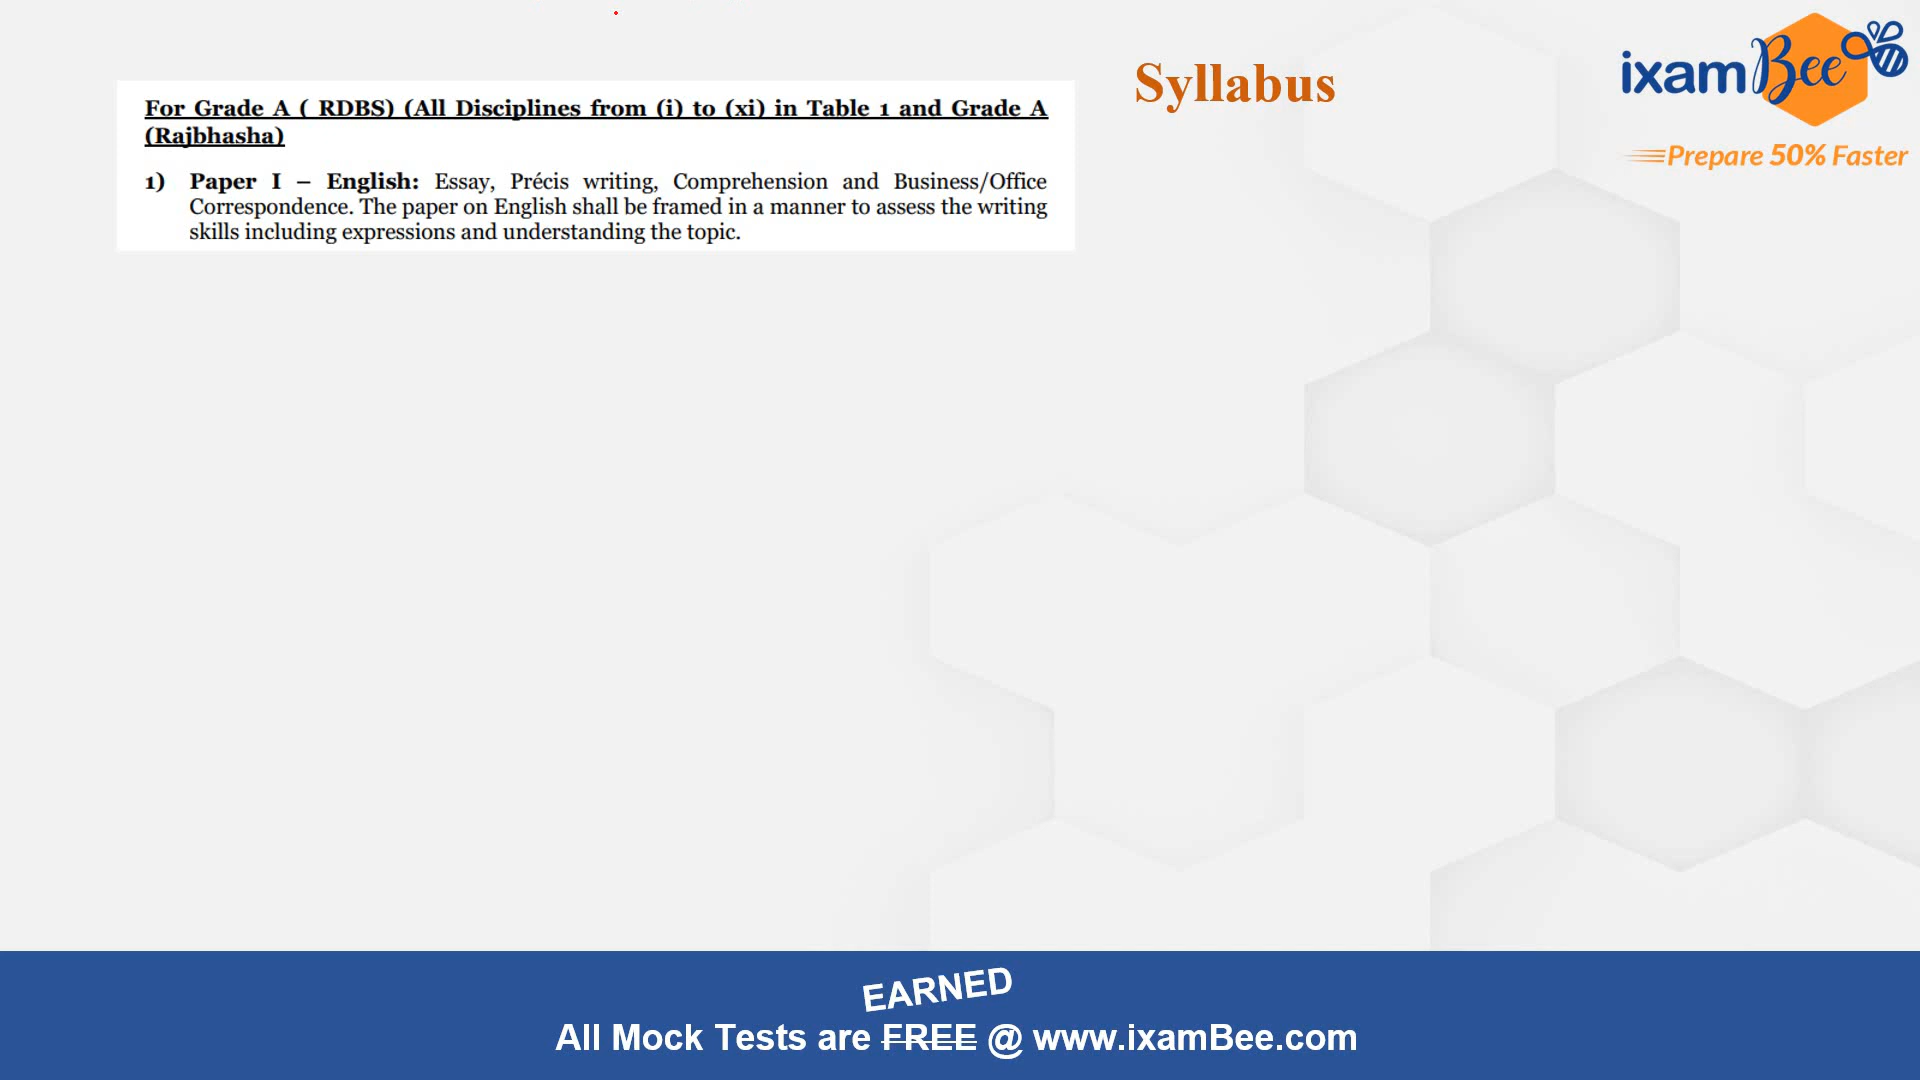 Syllabus
ixamBee
Prepare 50% Faster
For Grade A ( RDBS) (All Disciplines from (i) to (xi) in Table 1 and Grade A
(Rajbhasha)
1) Paper I – English: Essay, Précis writing, Comprehension and Business/Office
Correspondence. The paper on English shall be framed in a manner to assess the writing
skills including expressions and understanding the topic.
EARNED
All Mock Tests are FREE @ www.ixamBee.com